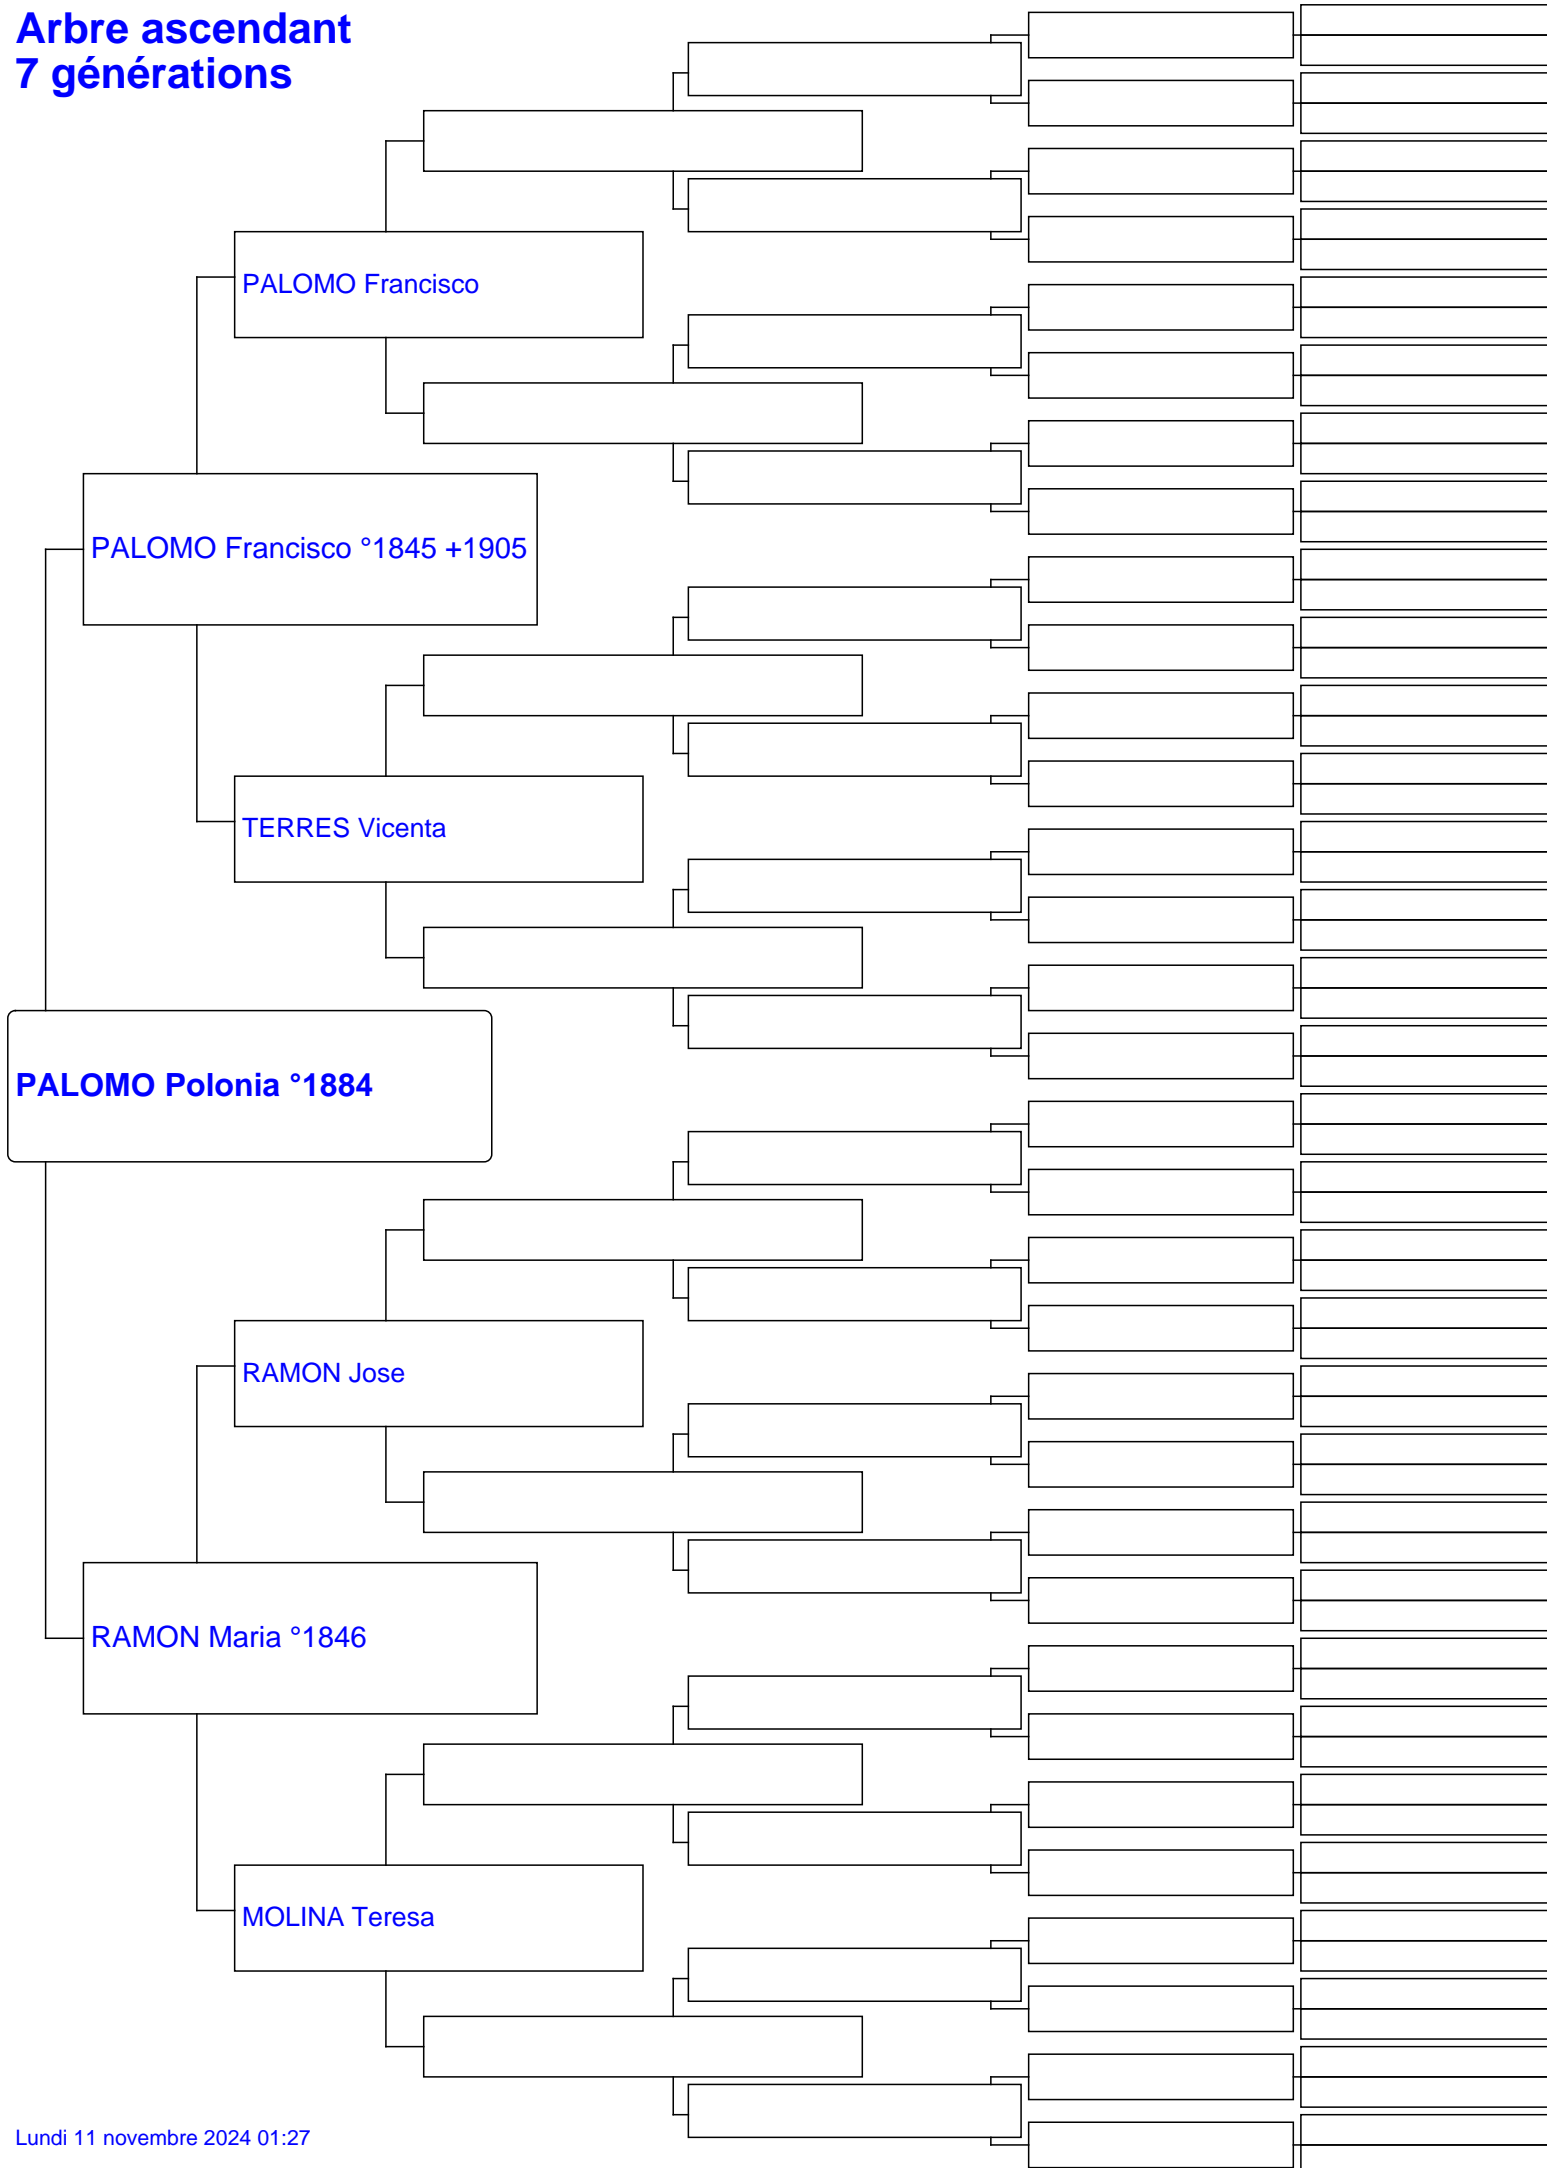 Arbre ascendant
7 générations
PALOMO Francisco
PALOMO Francisco °1845 +1905
TERRES Vicenta
PALOMO Polonia °1884
RAMON Jose
RAMON Maria °1846
MOLINA Teresa
Lundi 11 novembre 2024 01:27